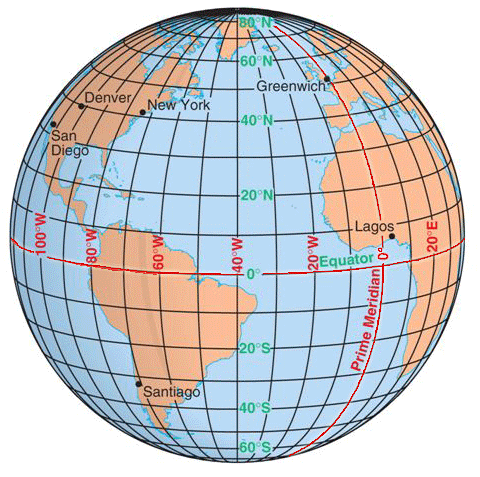 80°N
60°N
Greenwich
Denver
New York
40°N
San
Diego
20°N
Lagos
100°W
80°W
60°W
40°W
20°W
0°
20°E
Equator
0°
Prime Meridian
20°S
Santiago
40°S
60°S